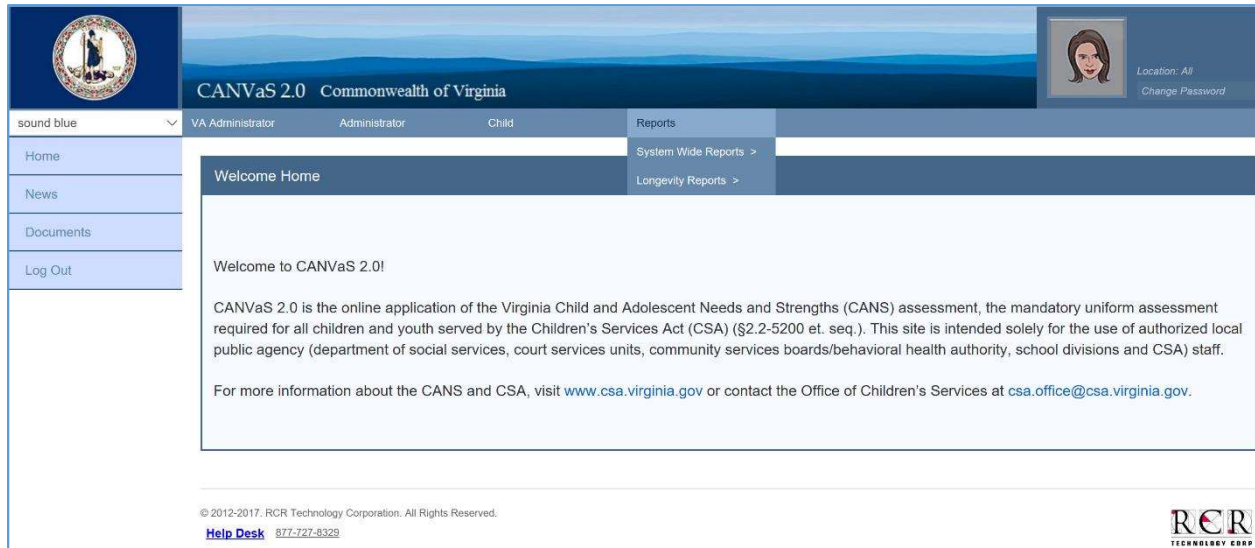 CANVaS 2.0 Commonwealth of Virginia
Location: All
Change Password
sound blue
VA Administrator Administrator Child Reports
System Wide Reports >
Longevity Reports >
Home
News
Documents
Log Out
Welcome Home
Welcome to CANVaS 2.0!
CANVaS 2.0 is the online application of the Virginia Child and Adolescent Needs and Strengths (CANS) assessment, the mandatory uniform assessment
required for all children and youth served by the Children's Services Act (CSA) (§2.2-5200 et. seq.). This site is intended solely for the use of authorized local
public agency (department of social services, court services units, community services boards/behavioral health authority, school divisions and CSA) staff.
For more information about the CANS and CSA, visit www.csa.virginia.gov or contact the Office of Children's Services at csa.office@csa.virginia.gov.
© 2012-2017. RCR Technology Corporation. All Rights Reserved.
Help Desk 877-727-8329
RCR
TECHNOLOGY CORP